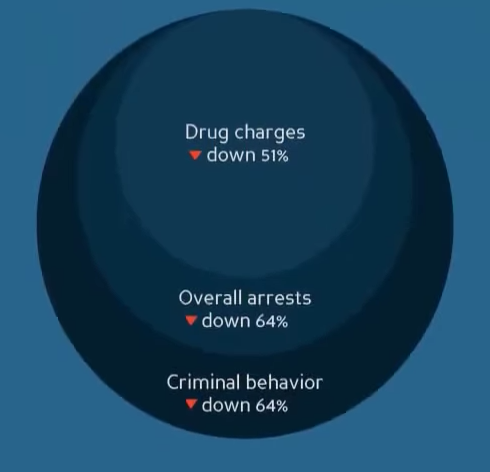 Drug charges
down 51%
Overall arrests
down 64%
Criminal behavior
down 64%